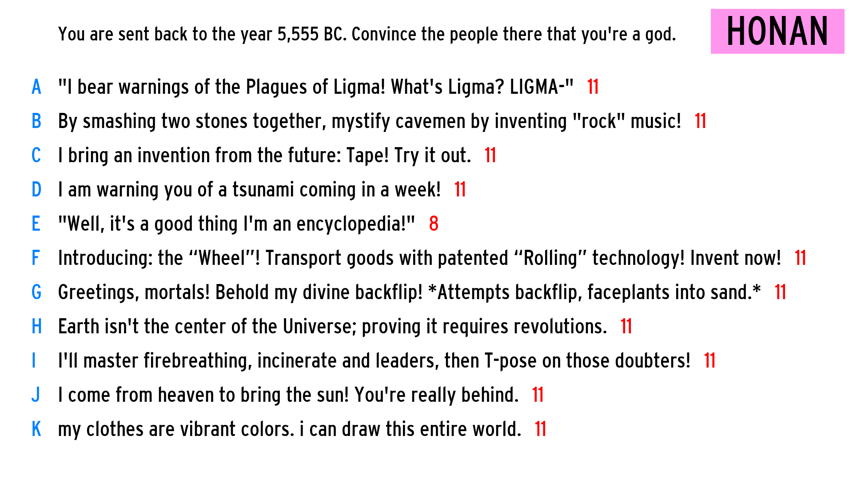 You are sent back to the year 5,555 BC. Convince the people there that you're a god.
HONAN
A "I bear warnings of the Plagues of Ligma! What's Ligma? LIGMA-" 11
B By smashing two stones together, mystify cavemen by inventing "rock" music! 11
C I bring an invention from the future: Tape! Try it out. 11
D I am warning you of a tsunami coming in a week! 11
E "Well, it's a good thing I'm an encyclopedia!" 8
F Introducing: the “Wheel”! Transport goods with patented “Rolling” technology! Invent now! 11
G Greetings, mortals! Behold my divine backflip! *Attempts backflip, faceplants into sand.* 11
H Earth isn't the center of the Universe; proving it requires revolutions. 11
I I'll master firebreathing, incinerate and leaders, then T-pose on those doubters! 11
J I come from heaven to bring the sun! You're really behind. 11
K my clothes are vibrant colors. i can draw this entire world. 11